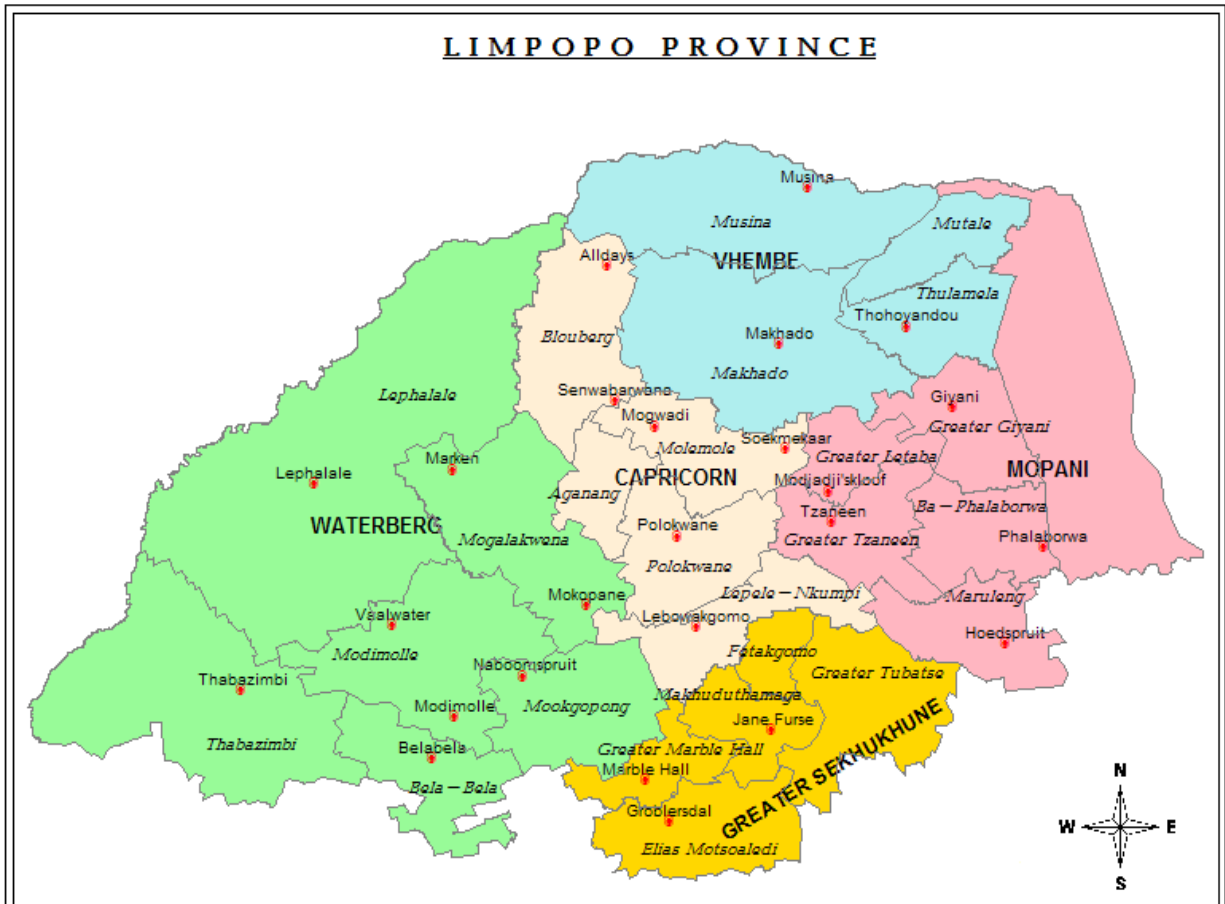 LIMPOPO PROVINCE
Musina
Musina
Mutale
Alldays
VHEMBE
Thulamela
Thohoyandou
Blouberg
Makhado
Makhado
Lephalale
Senwabarwano
Giyani
Mogwadi
Greater Giyani
Molemole
Soekmekaar
Greater Letaba
Marken
MOPANI
Lephalale
CAPRICORN
Modjadji'skloof
Aganang
Ba-Phalaborwa
Tzaneen
WATERBERG
Polokwane
Mogalakwena
Greater Tzaneen
Phalaborwa
Polokwane
Lepele-Nkumpi
Maruleng
Mokopane
Vaalwater
Lebowakgomo
Hoedspruit
Modimolle
Fetakgomo
Naboomspruit
Greater Tubatse
Thabazimbi
Makhuduthamaga
Modimolle
Mookgopong
Jane Furse
Thabazimbi
Belabela
Greater Marble Hall
Marble Hall
GREATER SEKHUKHUNE
Bela-Bela
Groblersdal
Elias Motsoaledi
N
W
E
S